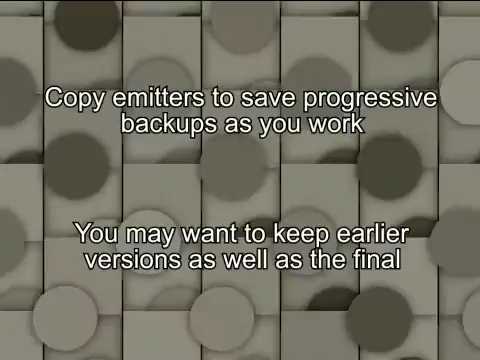 Copy emitters to save progressive
backups as you work
You may want to keep earlier
versions as well as the final